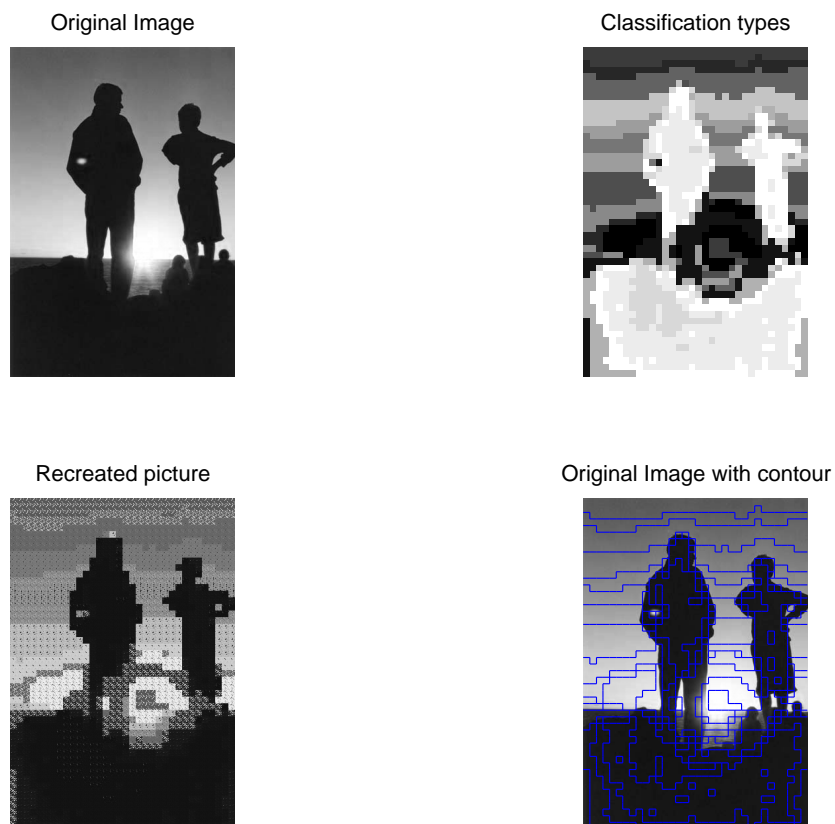 Original Image
Classification types
Recreated picture
Original Image with contour